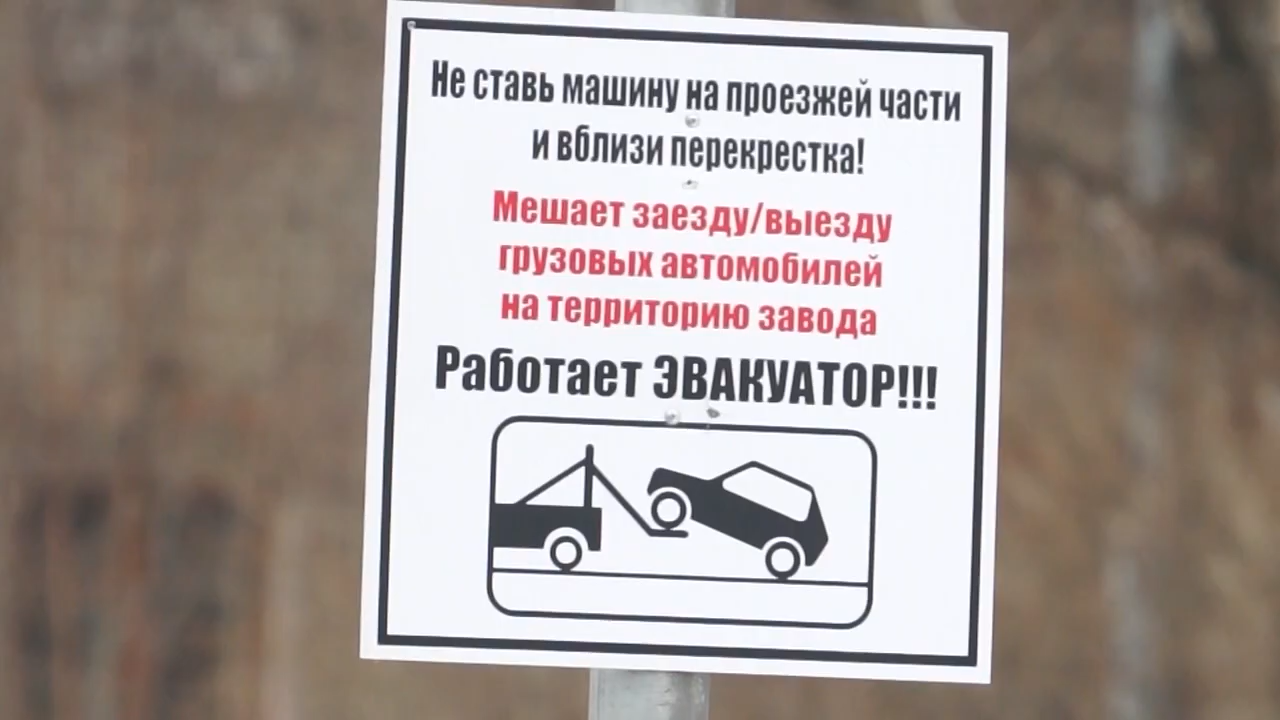 Не ставь машину на проезжей части
и вблизи перекрестка!
Мешает заезду/выезду
грузовых автомобилей
на территорию завода
Работает ЭВАКУАТОР!!!